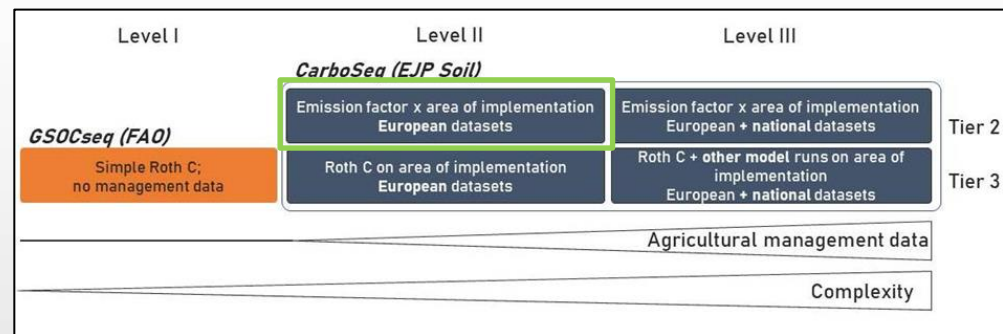 Level I
Level II
Level III
CarboSeq (EJP Soil)
Emission factor x area of implementation
European datasets
Emission factor x area of implementation
European + national datasets
Tier 2
GSOCseq (FAO)
Simple Roth C;
no management data
Roth C on area of implementation
European datasets
Roth C + other model runs on area of
implementation
European + national datasets
Tier 3
Agricultural management data
Complexity